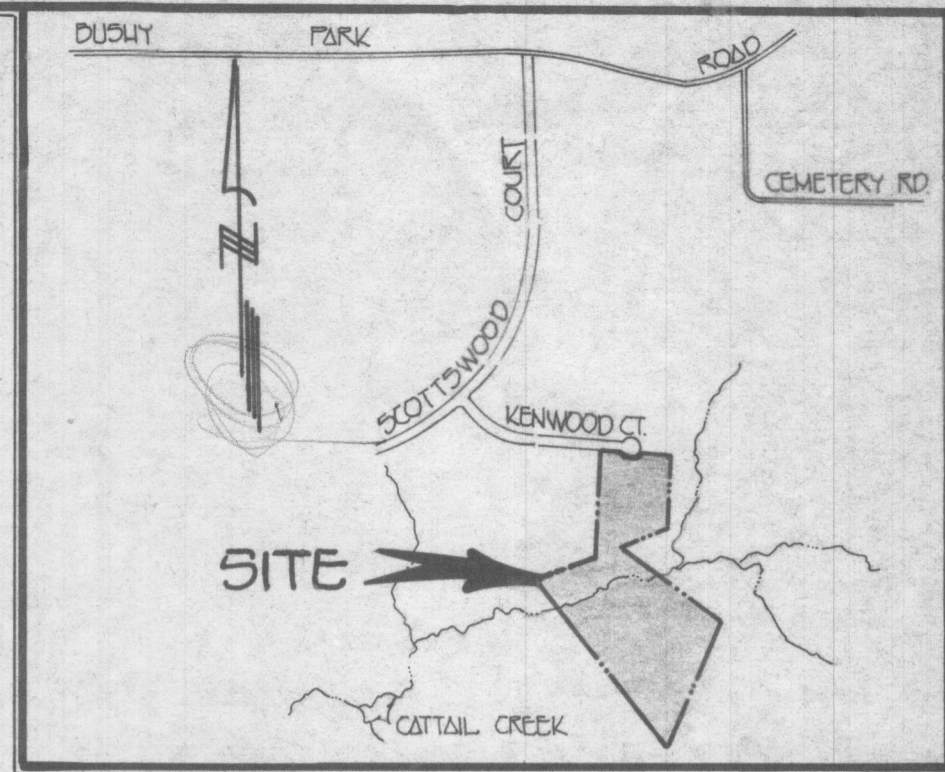 BUSHY PARK ROAD
COURT
CEMETERY RD.
N
SCOTTSWOOD
KENWOOD CT.
SITE
CATTAIL CREEK